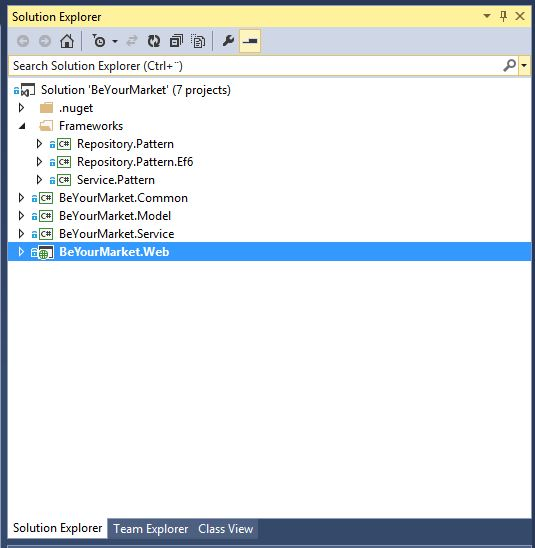 Solution Explorer
Search Solution Explorer (Ctrl+¨)
Solution 'BeYourMarket' (7 projects)
.nuget
Frameworks
C# Repository.Pattern
C# Repository.Pattern.Ef6
C# Service.Pattern
C# BeYourMarket.Common
C# BeYourMarket.Model
C# BeYourMarket.Service
BeYourMarket.Web
Solution Explorer Team Explorer Class View